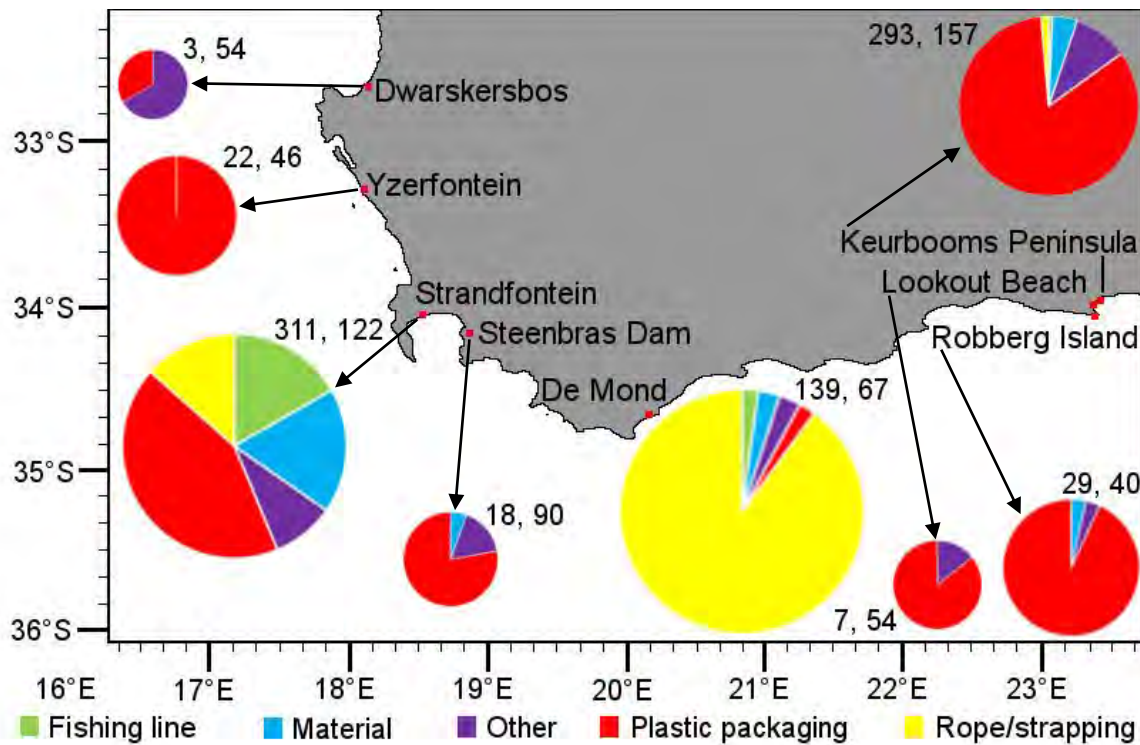 3, 54
293, 157
Dwarskersbos
33°S
22, 46
Yzerfontein
Keurbooms Peninsula
Lookout Beach
34°S
Strandfontein
311, 122
Steenbras Dam
Robberg Island
De Mond
139, 67
35°S
18, 90
29, 40
7, 54
36°S
16°E 17°E 18°E 19°E 20°E 21°E 22°E 23°E
Fishing line Material Other Plastic packaging Rope/strapping